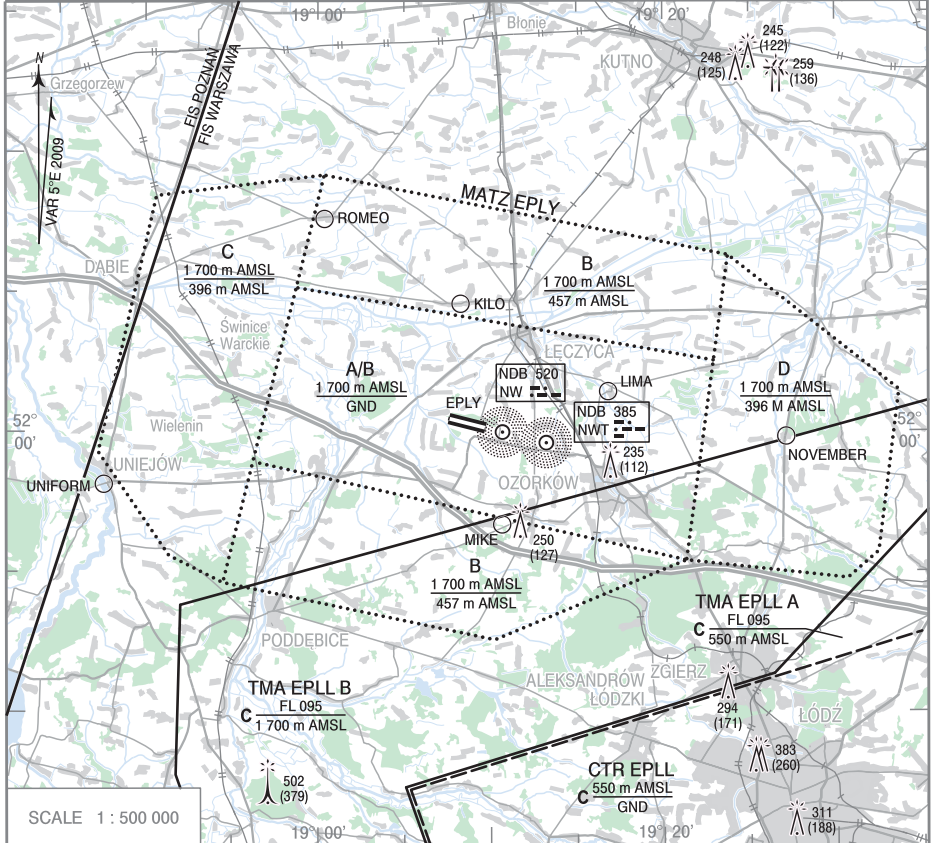 19° 00'
Błonie
19° 20'
245
(122)
KUTNO
248
(125)
259
(136)
N
Grzegorzew
FIS POZNAŃ
FIS WARSZAWA
VAR 5°E 2009
MATZ EPLY
ROMEO
C
1 700 m AMSL
396 m AMSL
DĄBIE
B
1 700 m AMSL
457 m AMSL
KILO
Świnice
Warckie
ŁĘCZYCA
A/B
1 700 m AMSL
GND
NDB 520
NW
LIMA
D
1 700 m AMSL
396 M AMSL
EPLY
NDB 385
NWT
52°
00'
Wielenin
52°
00'
NOVEMBER
235
(112)
UNIEJÓW
UNIFORM
OZORKÓW
MIKE
250
(127)
B
1 700 m AMSL
457 m AMSL
TMA EPLL A
C
FL 095
550 m AMSL
PODDĘBICE
ALEKSANDRÓW
ŁÓDZKI
ZGIERZ
TMA EPLL B
C
FL 095
1 700 m AMSL
294
(171)
ŁÓDŹ
383
(260)
CTR EPLL
C
550 m AMSL
GND
502
(379)
311
(188)
SCALE 1 : 500 000
19° 00'
19° 20'